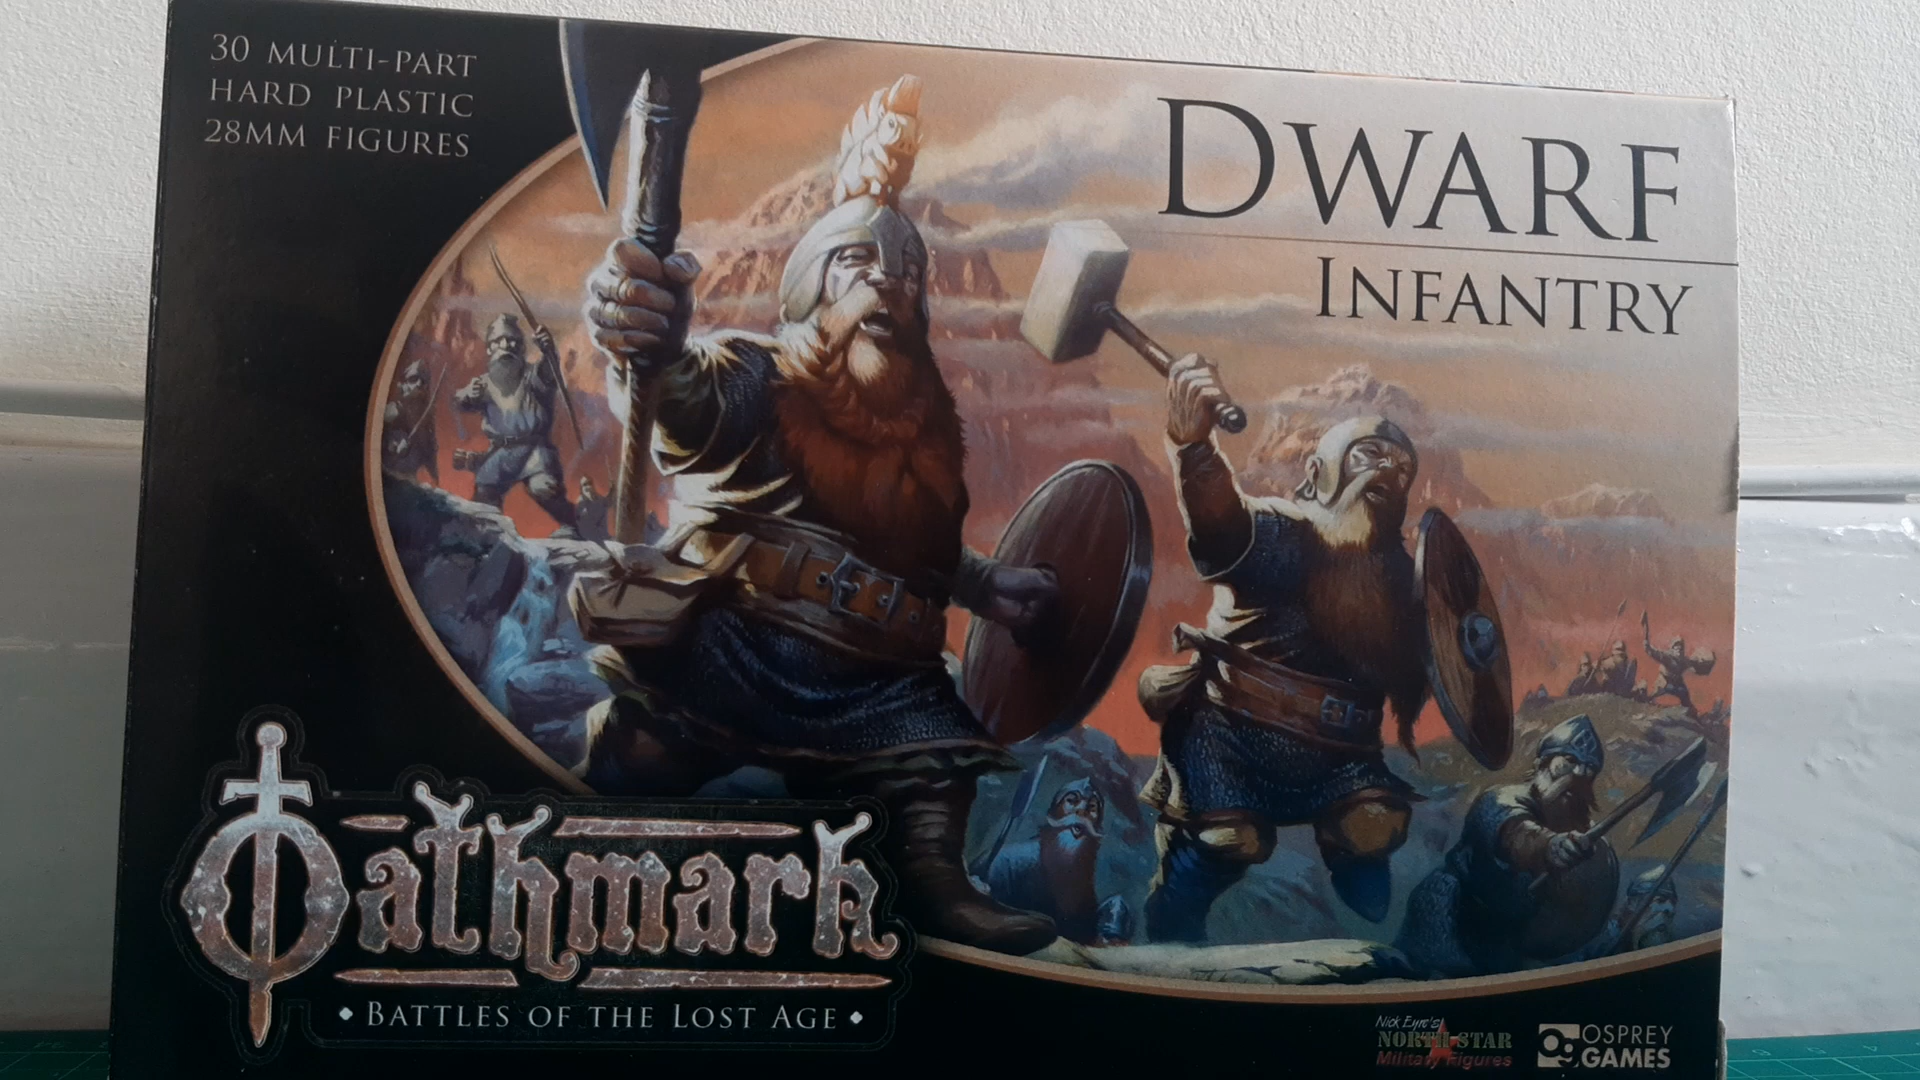 30 MULTI-PART
HARD PLASTIC
28MM FIGURES
DWARF
INFANTRY
Oathmark
• BATTLES OF THE LOST AGE •
Nick Eyre's
NORTH STAR
Military Figures
OG OSPREY
GAMES